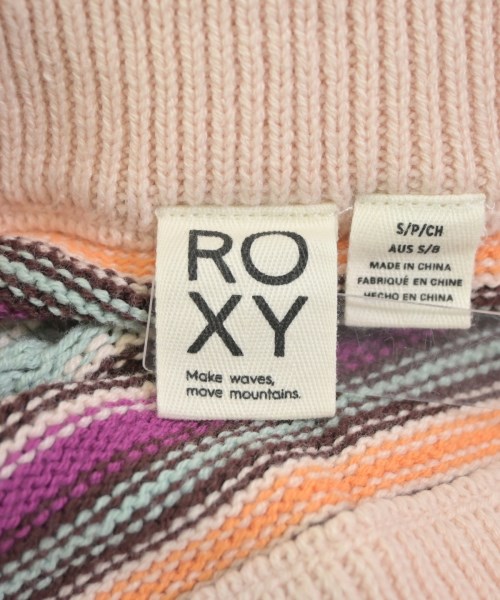 RO
XY
Make waves,
move mountains.
S/P/CH
AUS S/8
MADE IN CHINA
FABRIQUÉ EN CHINE
HECHO EN CHINA